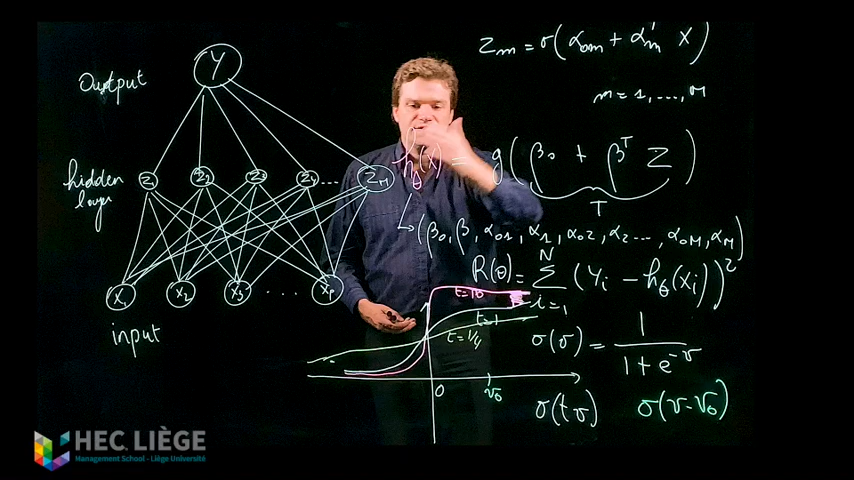 Zm = σ(α0m + α'm X)
m = 1, ..., M
Output
Y
hidden
layer
Z1 Z2 Z3 Z4 ... ZM
hθ(x) = g(β0 + β^T Z)
T
(β0, β, α01, α1, α02, α2 ..., α0M, αM)
R(θ) = Σ (Yi - hθ(xi))^2
N
i=1
X1 X2 X3 ... Xp
input
t=10
t=1
t=1/4
0
v0
σ(v) = 1 / (1 + e^-v)
σ(tv) σ(v-v0)
HEC.LIÈGE
Management School - Liège Université